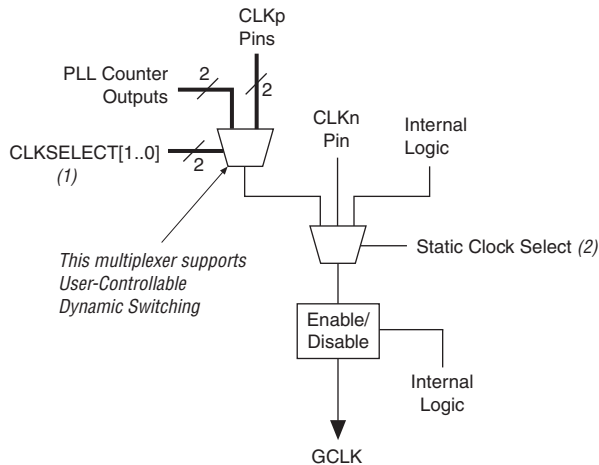 CLKp
Pins
PLL Counter
Outputs
2
2
CLKn
Pin
Internal
Logic
CLKSELECT[1..0]
(1)
2
This multiplexer supports
User-Controllable
Dynamic Switching
Static Clock Select (2)
Enable/
Disable
Internal
Logic
GCLK